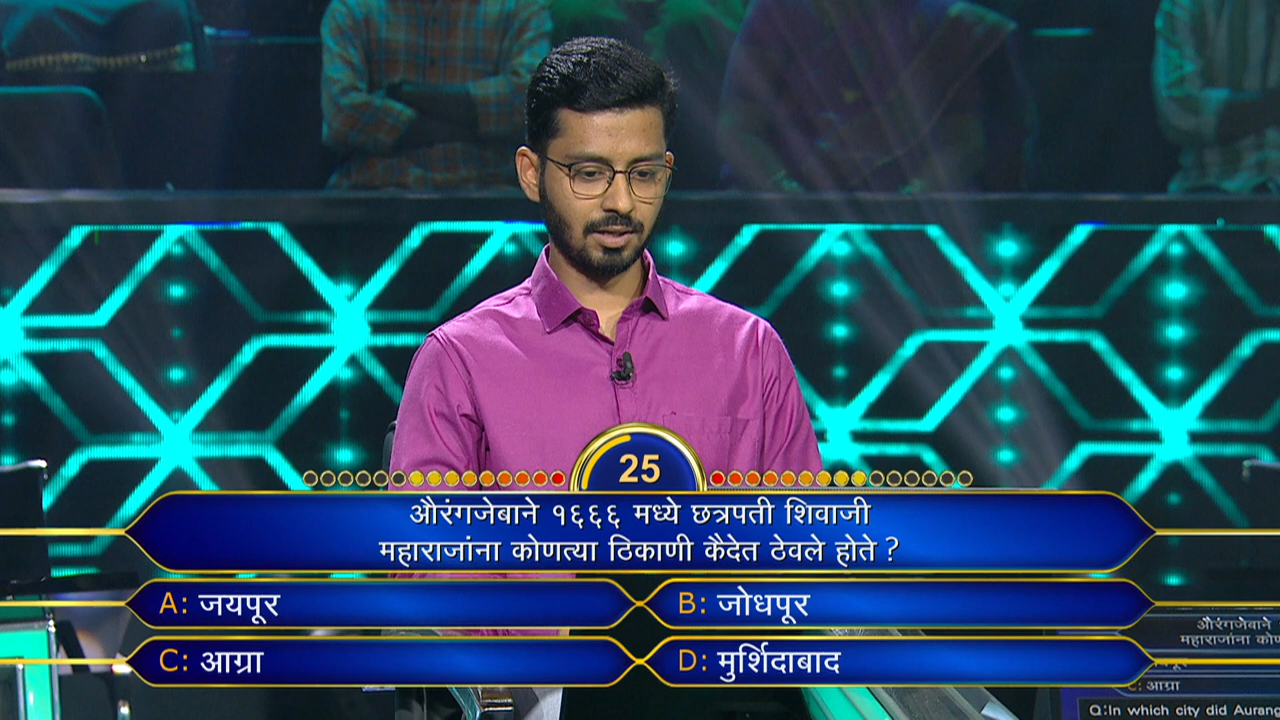 25
औरंगजेबाने १६६६ मध्ये छत्रपती शिवाजी
महाराजांना कोणत्या ठिकाणी कैदेत ठेवले होते ?
A: जयपूर
B: जोधपूर
C: आग्रा
D: मुर्शिदाबाद
औरंगजेबाने
महाराजांना
C: आग्रा
Q:In which city did